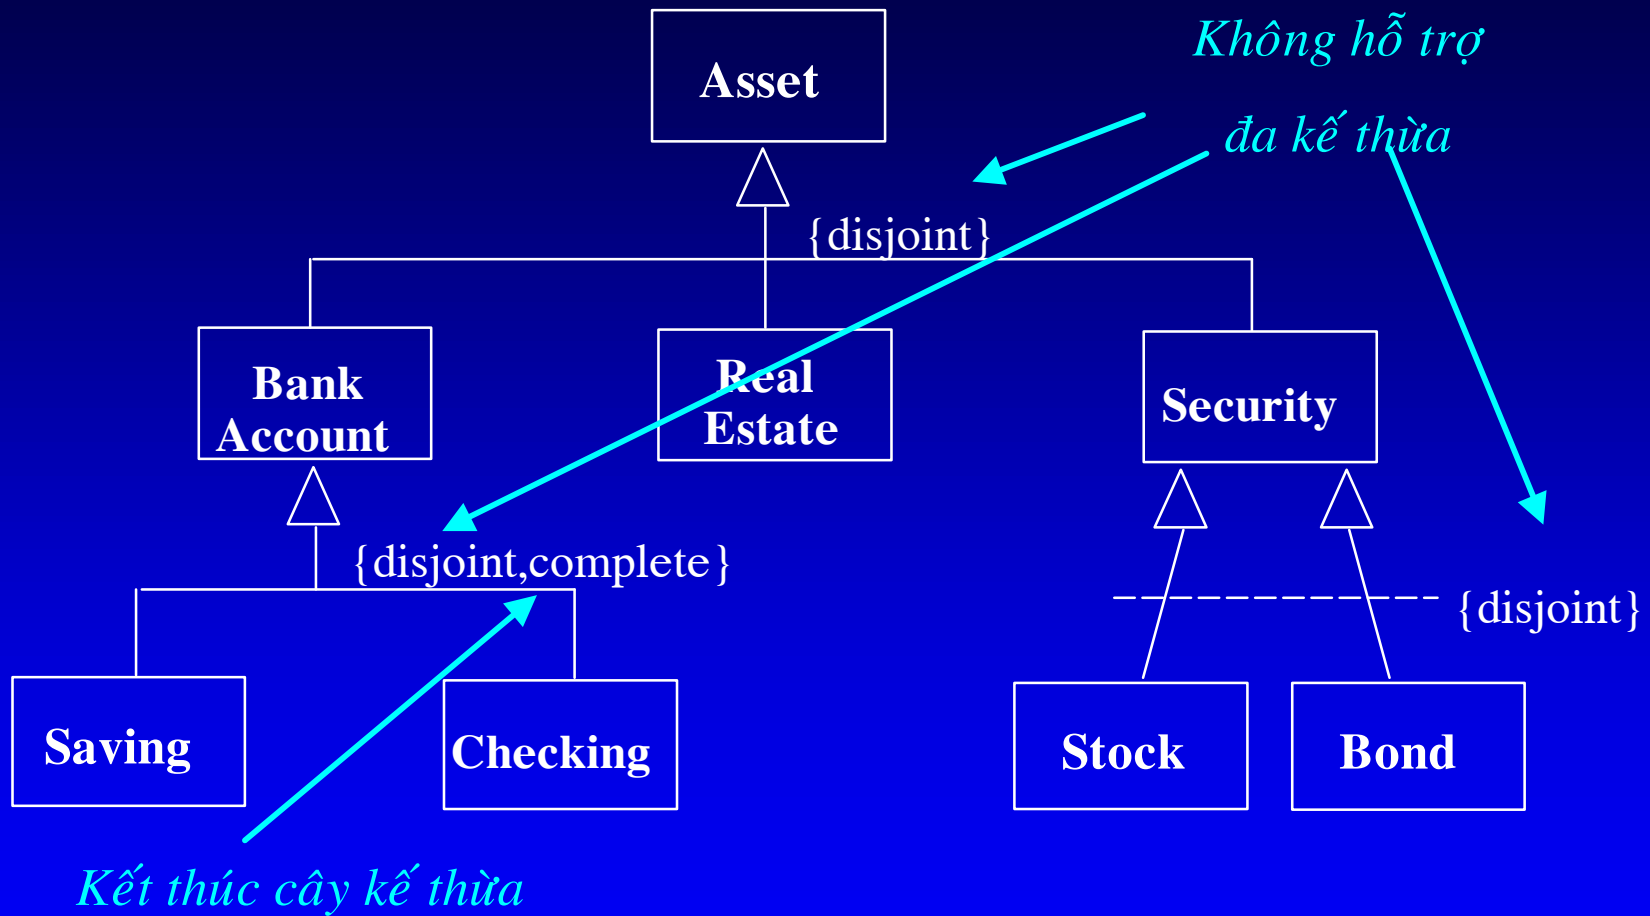 Không hỗ trợ
Asset
đa kế thừa
{disjoint}
Bank
Account
Real
Estate
Security
{disjoint,complete}
{disjoint}
Saving
Checking
Stock
Bond
Kết thúc cây kế thừa